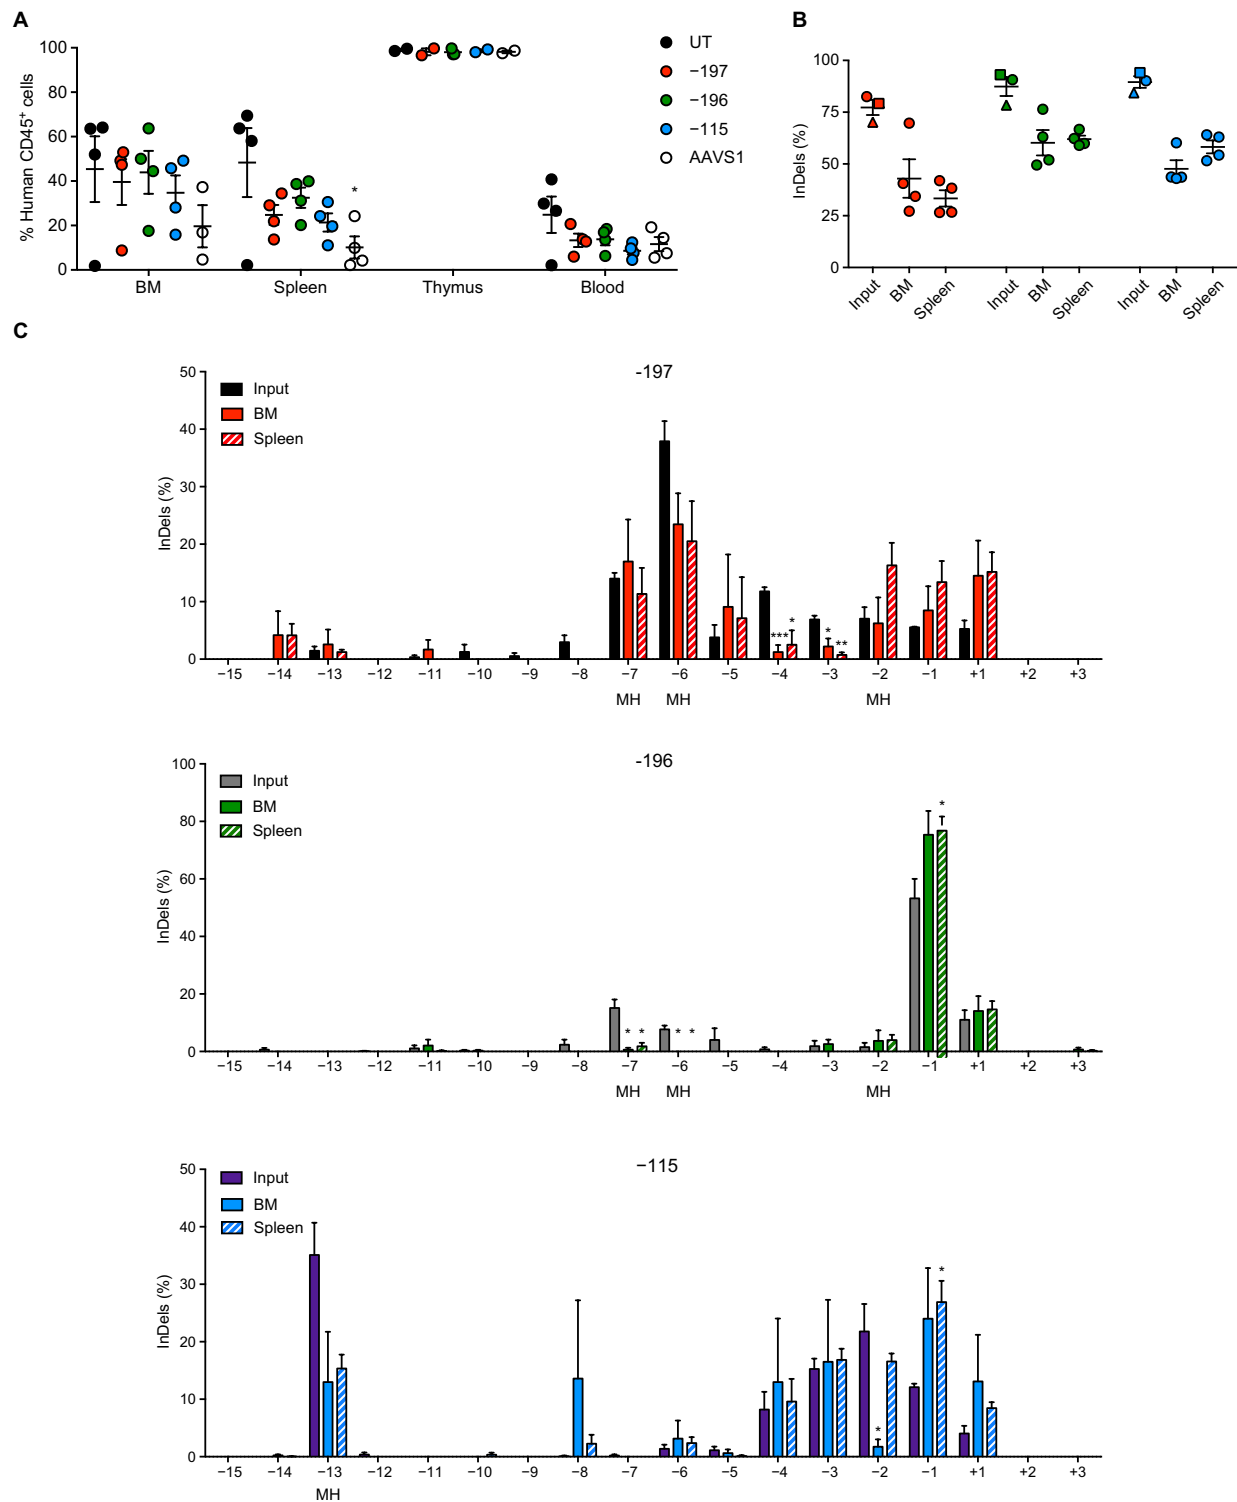 A
% Human CD45+ cells
100
80
60
40
20
0
*
BM
Spleen
Thymus
Blood
UT
−197
−196
−115
AAVS1
B
InDels (%)
100
75
50
25
0
Input
BM
Spleen
Input
BM
Spleen
Input
BM
Spleen
C
-197
InDels (%)
50
40
30
20
10
0
Input
BM
Spleen
*** * * **
−15 −14 −13 −12 −11 −10 −9 −8 −7 −6 −5 −4 −3 −2 −1 +1 +2 +3
MH MH MH
-196
InDels (%)
100
80
60
40
20
0
Input
BM
Spleen
* * * * *
−15 −14 −13 −12 −11 −10 −9 −8 −7 −6 −5 −4 −3 −2 −1 +1 +2 +3
MH MH MH
−115
InDels (%)
50
40
30
20
10
0
Input
BM
Spleen
* *
−15 −14 −13 −12 −11 −10 −9 −8 −7 −6 −5 −4 −3 −2 −1 +1 +2 +3
MH